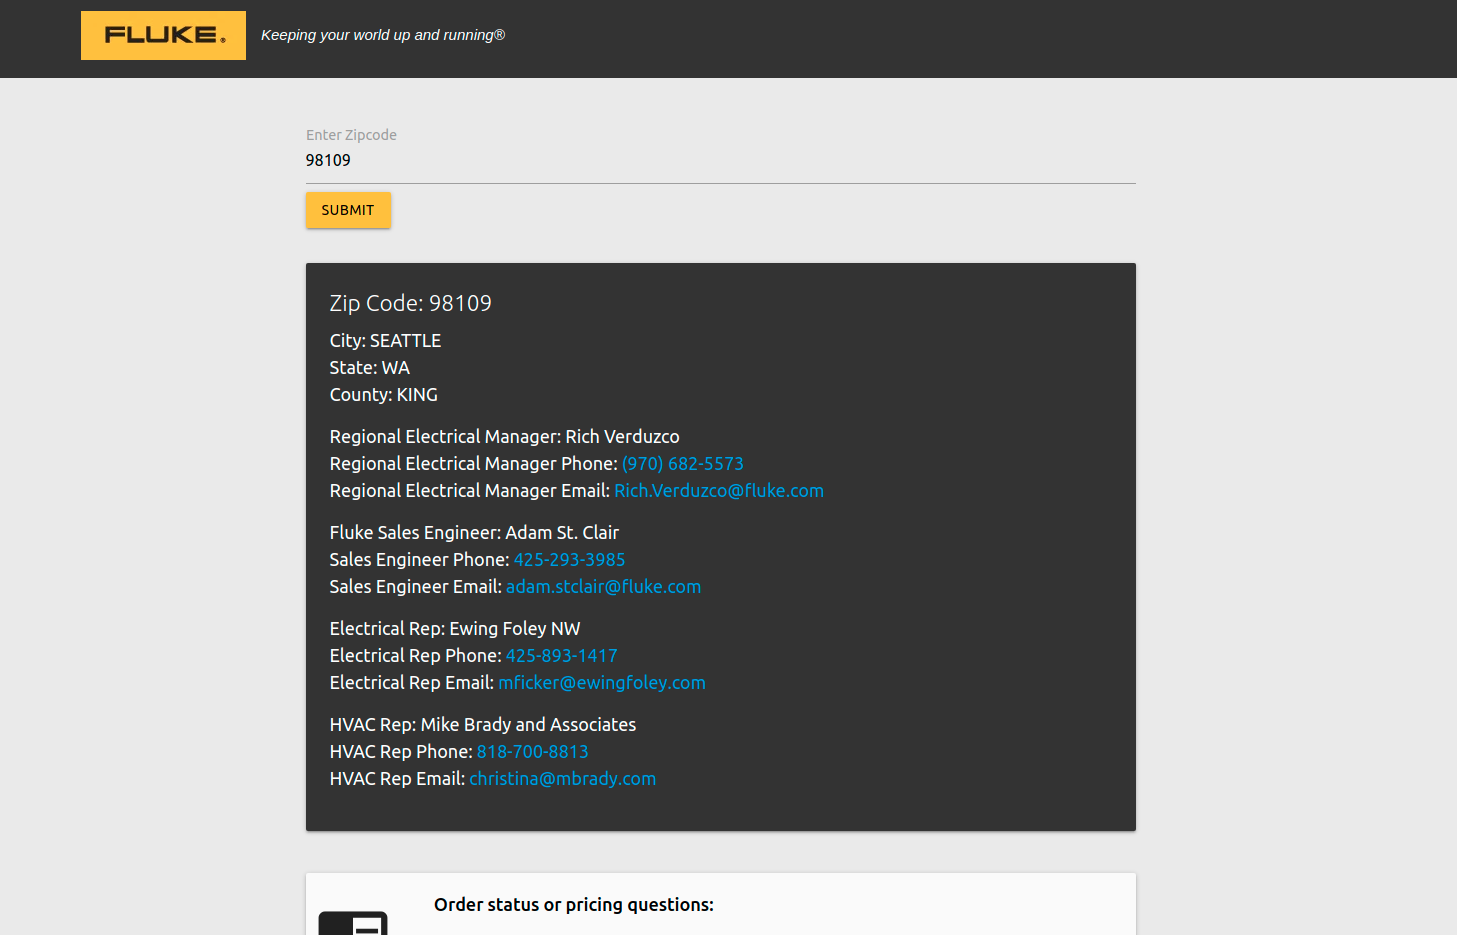 FLUKE®
Keeping your world up and running®
Enter Zipcode
98109
SUBMIT
Zip Code: 98109
City: SEATTLE
State: WA
County: KING
Regional Electrical Manager: Rich Verduzco
Regional Electrical Manager Phone: (970) 682-5573
Regional Electrical Manager Email: Rich.Verduzco@fluke.com
Fluke Sales Engineer: Adam St. Clair
Sales Engineer Phone: 425-293-3985
Sales Engineer Email: adam.stclair@fluke.com
Electrical Rep: Ewing Foley NW
Electrical Rep Phone: 425-893-1417
Electrical Rep Email: mficker@ewingfoley.com
HVAC Rep: Mike Brady and Associates
HVAC Rep Phone: 818-700-8813
HVAC Rep Email: christina@mbrady.com
Order status or pricing questions: